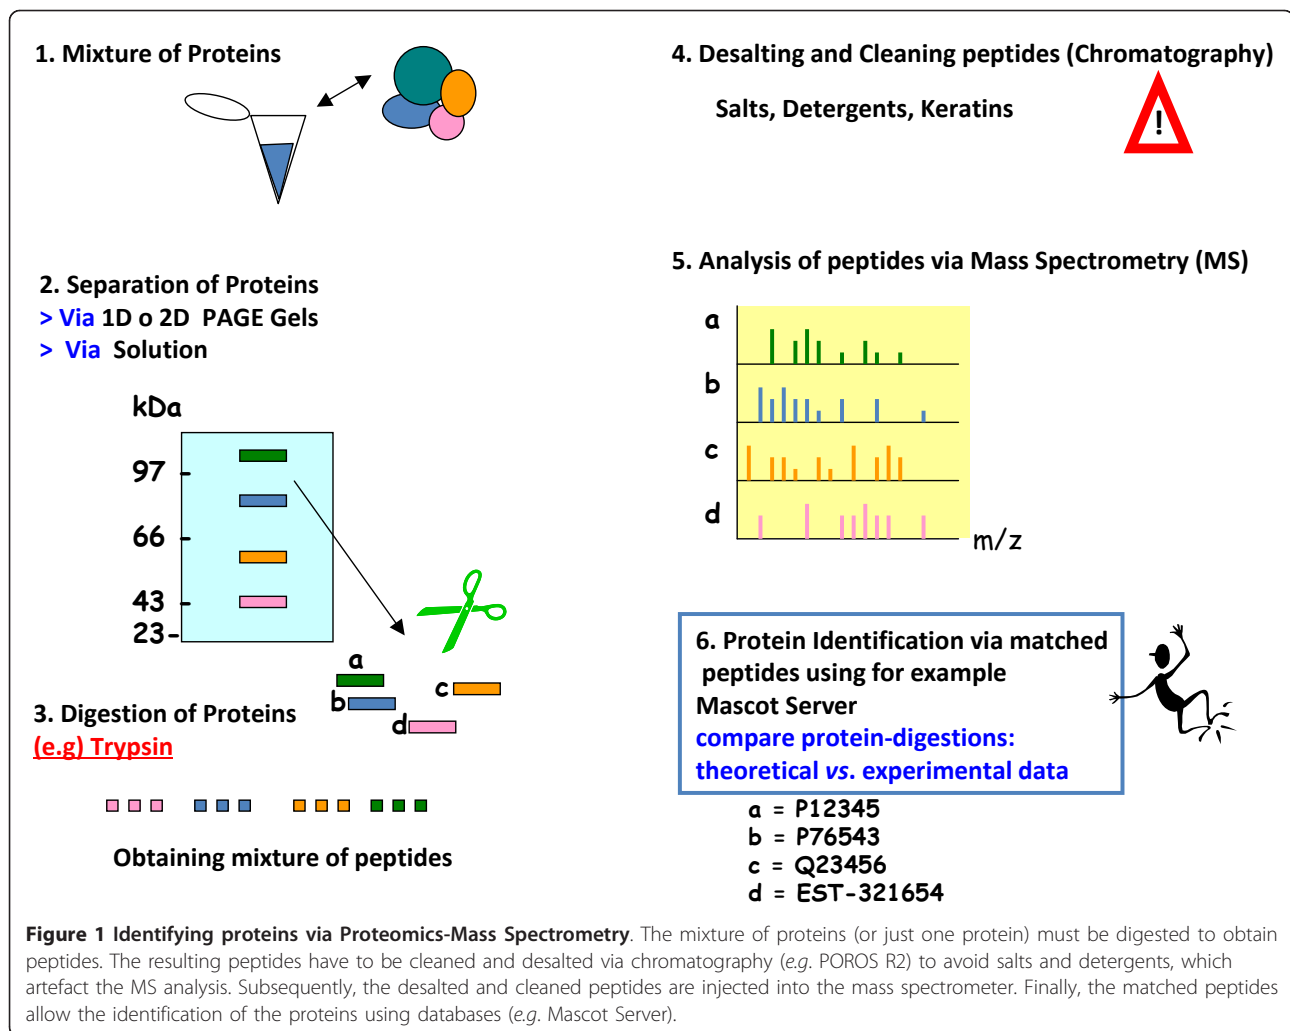 1. Mixture of Proteins
2. Separation of Proteins
> Via 1D o 2D PAGE Gels
> Via Solution
kDa
97
66
43
23
a
b
c
d
3. Digestion of Proteins
(e.g) Trypsin
Obtaining mixture of peptides
4. Desalting and Cleaning peptides (Chromatography)
Salts, Detergents, Keratins
!
5. Analysis of peptides via Mass Spectrometry (MS)
a
b
c
d
m/z
6. Protein Identification via matched
peptides using for example
Mascot Server
compare protein-digestions:
theoretical vs. experimental data
a = P12345
b = P76543
c = Q23456
d = EST-321654
Figure 1 Identifying proteins via Proteomics-Mass Spectrometry. The mixture of proteins (or just one protein) must be digested to obtain
peptides. The resulting peptides have to be cleaned and desalted via chromatography (e.g. POROS R2) to avoid salts and detergents, which
artefact the MS analysis. Subsequently, the desalted and cleaned peptides are injected into the mass spectrometer. Finally, the matched peptides
allow the identification of the proteins using databases (e.g. Mascot Server).